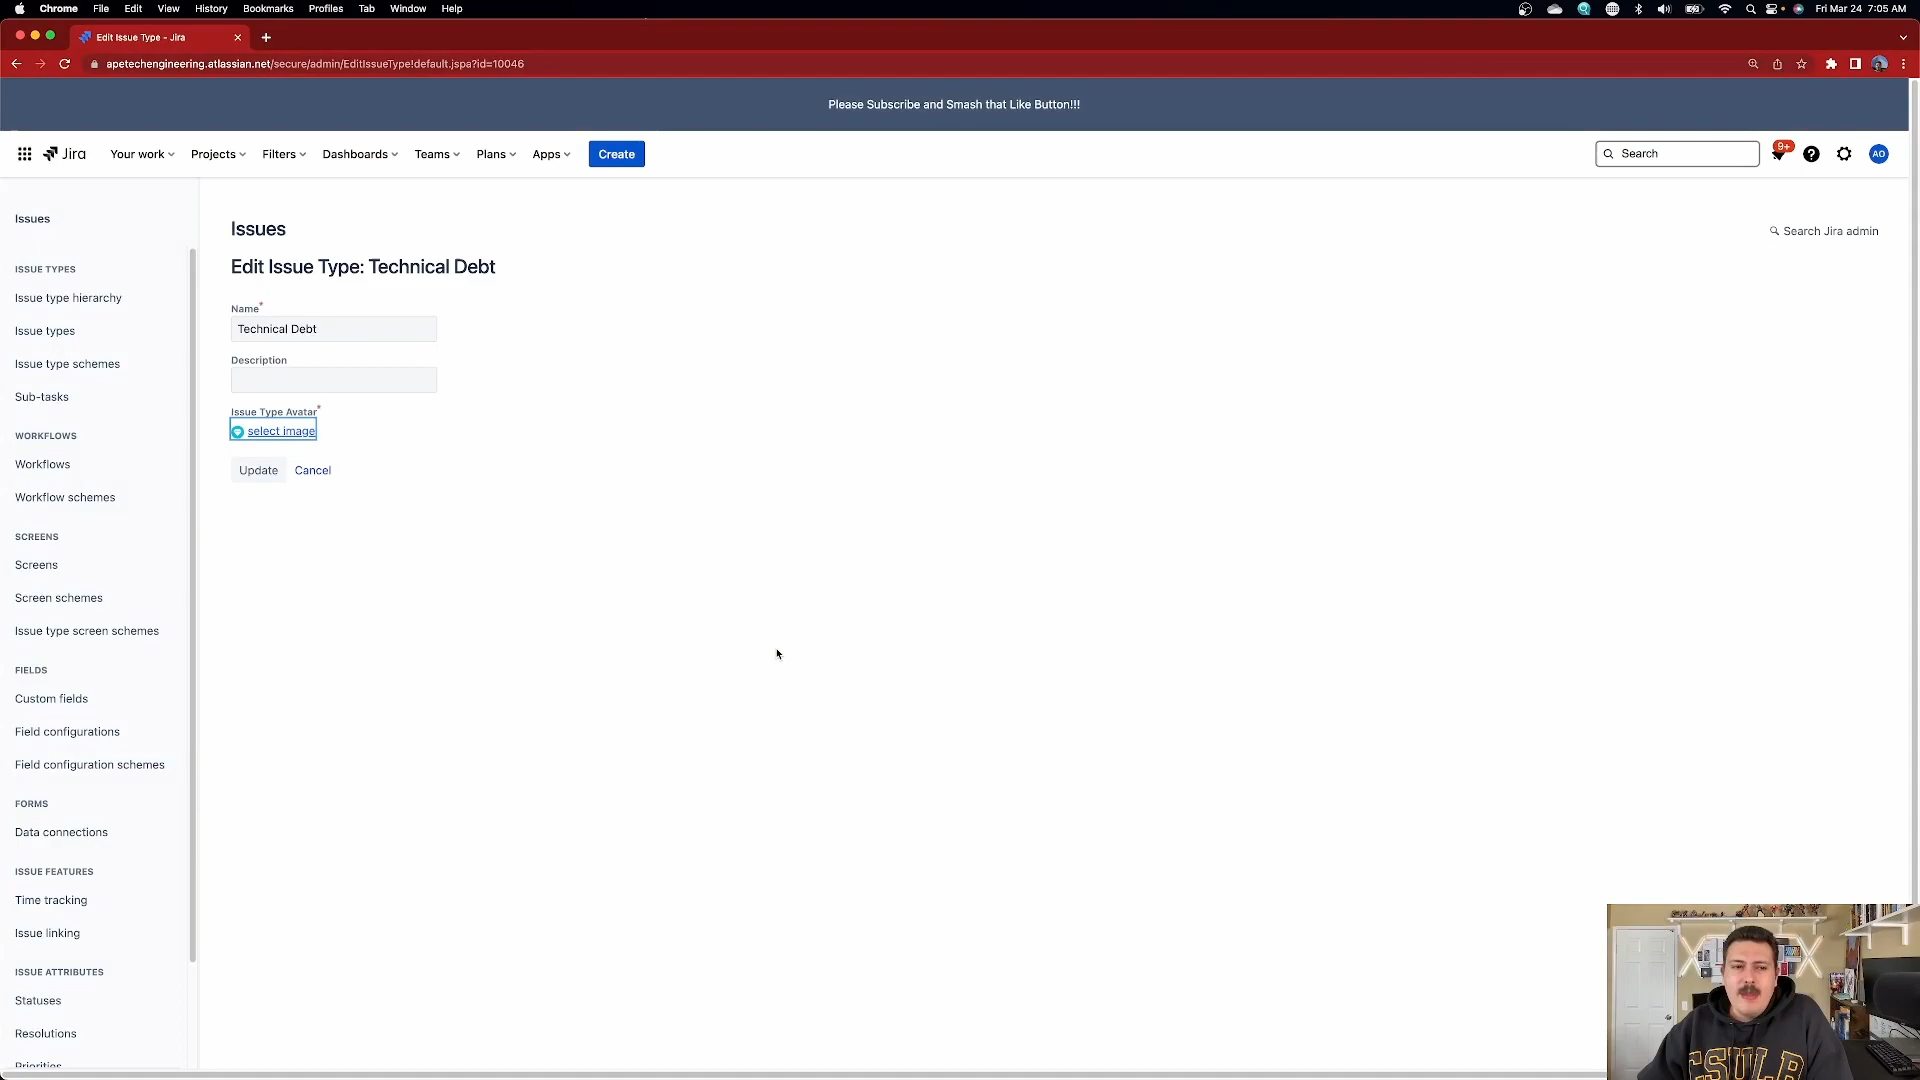 Chrome File Edit View History Bookmarks Profiles Tab Window Help Fri Mar 24 7:05 AM
Edit Issue Type - Jira
apetechengineering.atlassian.net/secure/admin/EditIssueType!default.jspa?id=10046
Please Subscribe and Smash that Like Button!!!
Jira Your work Projects Filters Dashboards Teams Plans Apps Create Search 9+ AO
Issues
ISSUE TYPES
Issue type hierarchy
Issue types
Issue type schemes
Sub-tasks
WORKFLOWS
Workflows
Workflow schemes
SCREENS
Screens
Screen schemes
Issue type screen schemes
FIELDS
Custom fields
Field configurations
Field configuration schemes
FORMS
Data connections
ISSUE FEATURES
Time tracking
Issue linking
ISSUE ATTRIBUTES
Statuses
Resolutions
Priorities
Issues
Search Jira admin
Edit Issue Type: Technical Debt
Name*
Technical Debt
Description
Issue Type Avatar*
select image
Update Cancel
CSULB